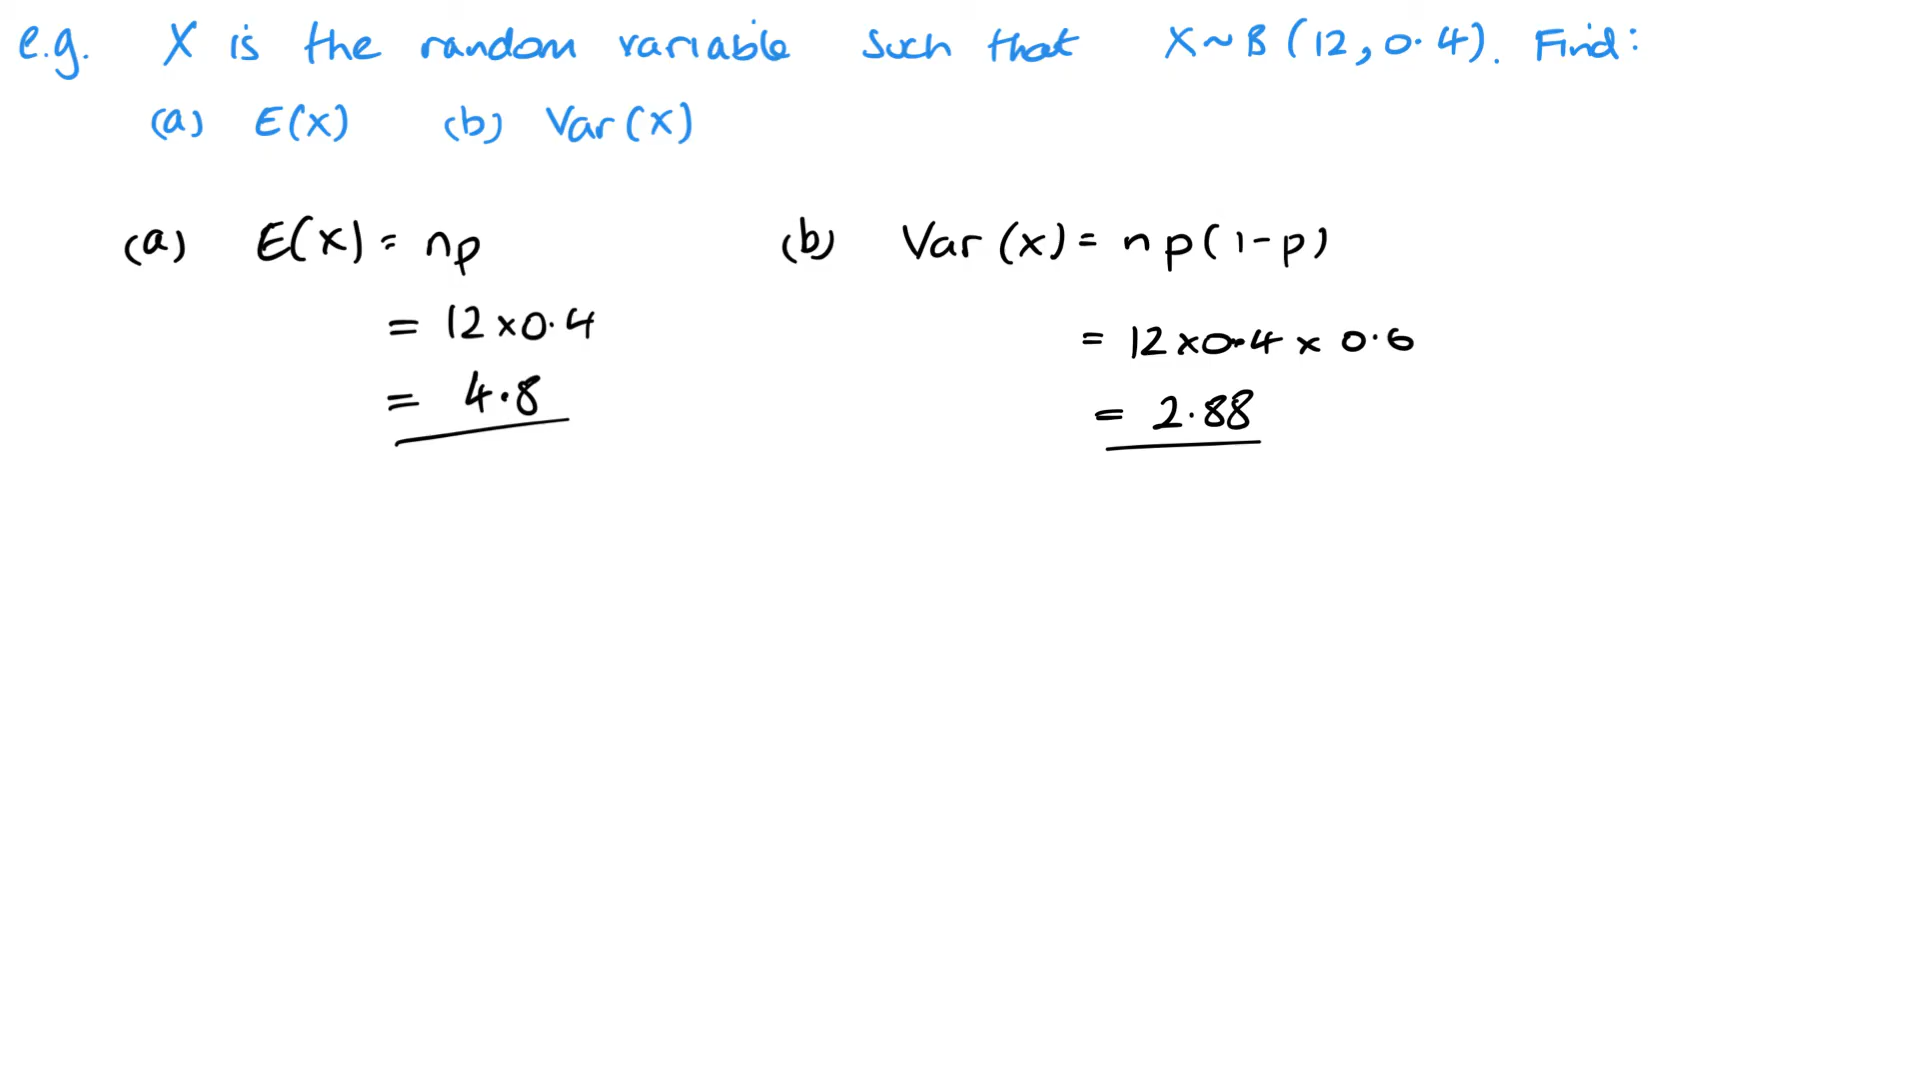 e.g. X is the random variable such that X~B(12, 0.4). Find:
(a) E(X) (b) Var(X)
(a) E(X) = np
= 12 × 0.4
= 4.8
(b) Var(X) = np(1-p)
= 12 × 0.4 × 0.6
= 2.88